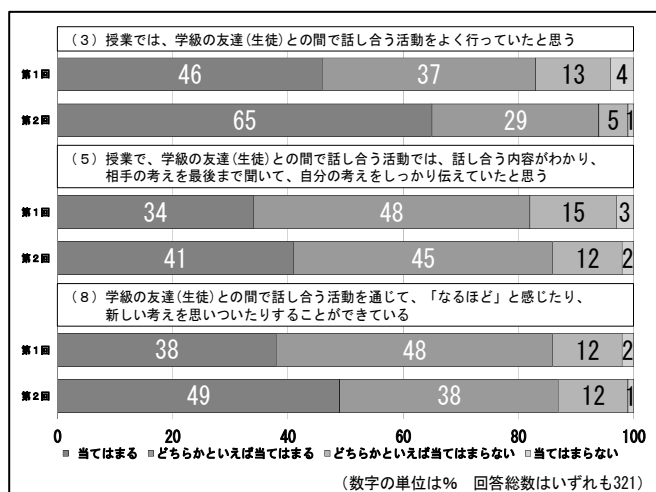 (3) 授業では、学級の友達(生徒)との間で話し合う活動をよく行っていたと思う
第1回 46 37 13 4
第2回 65 29 5 1
(5) 授業で、学級の友達(生徒)との間で話し合う活動では、話し合う内容がわかり、
相手の考えを最後まで聞いて、自分の考えをしっかり伝えていたと思う
第1回 34 48 15 3
第2回 41 45 12 2
(8) 学級の友達(生徒)との間で話し合う活動を通じて、「なるほど」と感じたり、
新しい考えを思いついたりすることができている
第1回 38 48 12 2
第2回 49 38 12 1
0 20 40 60 80 100
■当てはまる ■どちらかといえば当てはまる ■どちらかといえば当てはまらない ■当てはまらない
(数字の単位は% 回答総数はいずれも321)